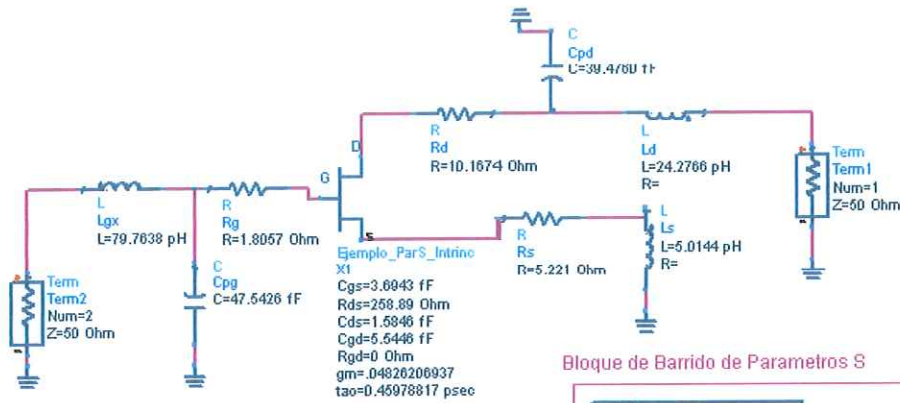 C
Cpd
C=39.4760 fF
R
Rd
R=10.1674 Ohm
L
Ld
L=24.2766 pH
R=
Term
Term1
Num=1
Z=50 Ohm
D
G
S
L
Lgx
L=79.7638 pH
R
Rg
R=1.8057 Ohm
C
Cpg
C=47.5426 fF
Term
Term2
Num=2
Z=50 Ohm
Ejemplo_ParS_Intrinc
X1
Cgs=3.6943 fF
Rds=258.89 Ohm
Cds=1.5846 fF
Cgd=5.5446 fF
Rgd=0 Ohm
gm=.04826206937
tao=0.45978817 psec
R
Rs
R=5.221 Ohm
L
Ls
L=5.0144 pH
R=
Bloque de Barrido de Parametros S